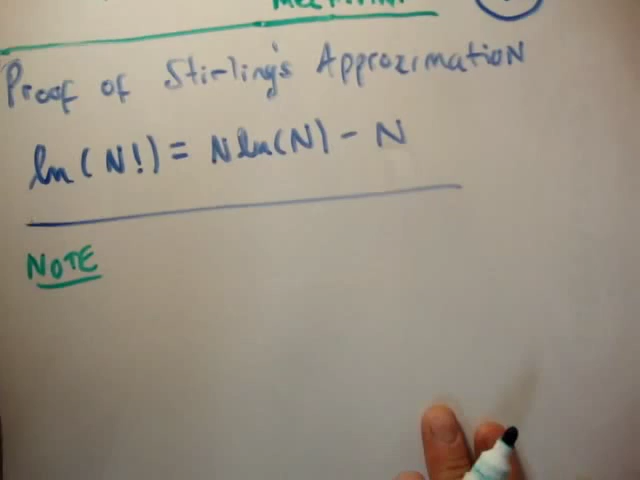 Proof of Stirling's Approximation
ln(N!) = N ln(N) - N
NOTE